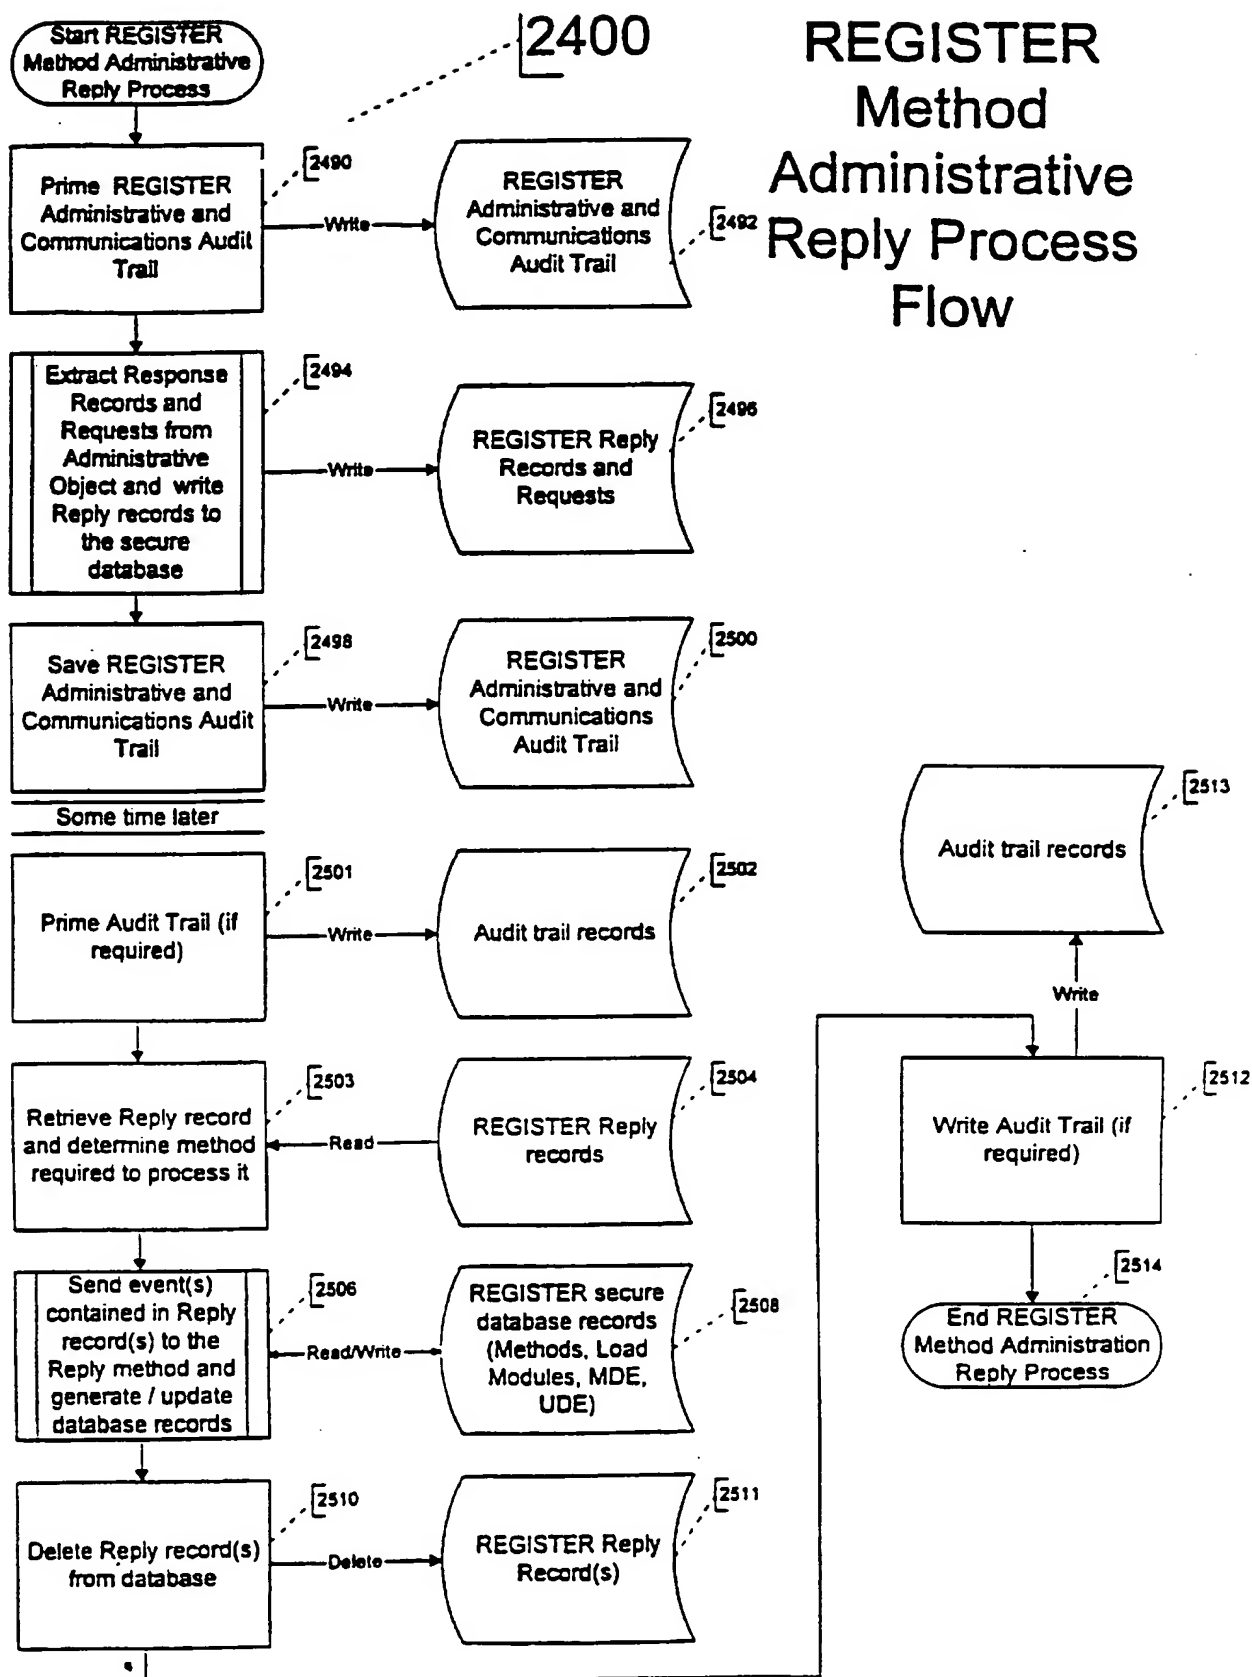 Start REGISTER
Method Administrative
Reply Process
2400
REGISTER
Method
Administrative
Reply Process
Flow
Prime REGISTER
Administrative and
Communications Audit
Trail
2490
Write
REGISTER
Administrative and
Communications
Audit Trail
2492
Extract Response
Records and
Requests from
Administrative
Object and write
Reply records to
the secure
database
2494
Write
REGISTER Reply
Records and
Requests
2496
Save REGISTER
Administrative and
Communications Audit
Trail
2498
Write
REGISTER
Administrative and
Communications
Audit Trail
2500
Some time later
Prime Audit Trail (if
required)
2501
Write
Audit trail records
2502
Retrieve Reply record
and determine method
required to process it
2503
Read
REGISTER Reply
records
2504
Send event(s)
contained in Reply
record(s) to the
Reply method and
generate / update
database records
2506
Read/Write
REGISTER secure
database records
(Methods, Load
Modules, MDE,
UDE)
2508
Delete Reply record(s)
from database
2510
Delete
REGISTER Reply
Record(s)
2511
Audit trail records
2513
Write
Write Audit Trail (if
required)
2512
2514
End REGISTER
Method Administration
Reply Process